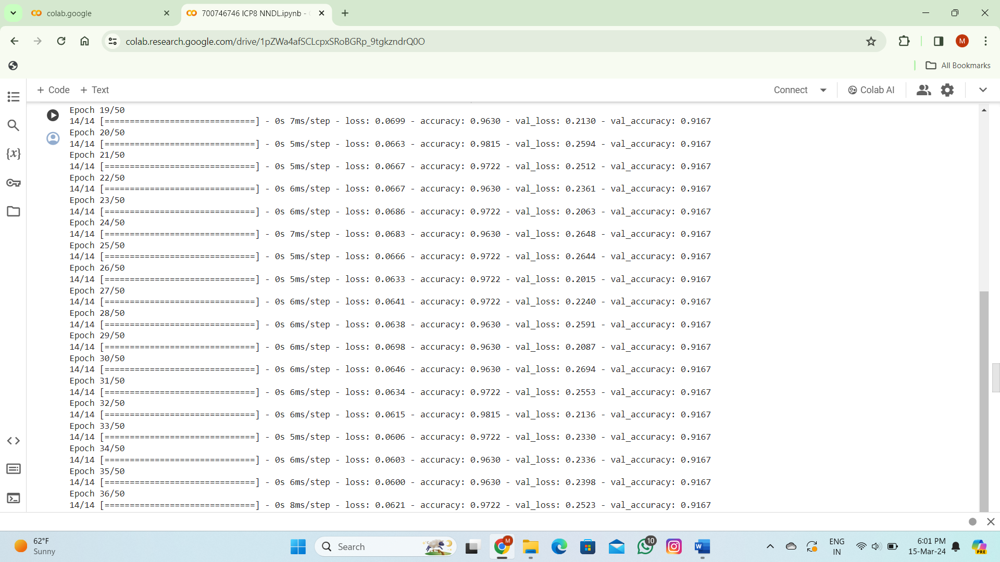 colab.google
700746746 ICP8 NNDL.ipynb -
colab.research.google.com/drive/1pZWa4afSCLcpxSRoBGRp_9tgkzndrQ0O
M
All Bookmarks
+ Code + Text
Connect
Colab AI
Epoch 19/50
14/14 [==============================] - 0s 7ms/step - loss: 0.0699 - accuracy: 0.9630 - val_loss: 0.2130 - val_accuracy: 0.9167
Epoch 20/50
14/14 [==============================] - 0s 5ms/step - loss: 0.0663 - accuracy: 0.9815 - val_loss: 0.2594 - val_accuracy: 0.9167
Epoch 21/50
14/14 [==============================] - 0s 5ms/step - loss: 0.0667 - accuracy: 0.9722 - val_loss: 0.2512 - val_accuracy: 0.9167
Epoch 22/50
14/14 [==============================] - 0s 6ms/step - loss: 0.0667 - accuracy: 0.9630 - val_loss: 0.2361 - val_accuracy: 0.9167
Epoch 23/50
14/14 [==============================] - 0s 6ms/step - loss: 0.0686 - accuracy: 0.9722 - val_loss: 0.2063 - val_accuracy: 0.9167
Epoch 24/50
14/14 [==============================] - 0s 7ms/step - loss: 0.0683 - accuracy: 0.9630 - val_loss: 0.2648 - val_accuracy: 0.9167
Epoch 25/50
14/14 [==============================] - 0s 5ms/step - loss: 0.0666 - accuracy: 0.9722 - val_loss: 0.2644 - val_accuracy: 0.9167
Epoch 26/50
14/14 [==============================] - 0s 5ms/step - loss: 0.0633 - accuracy: 0.9722 - val_loss: 0.2015 - val_accuracy: 0.9167
Epoch 27/50
14/14 [==============================] - 0s 6ms/step - loss: 0.0641 - accuracy: 0.9722 - val_loss: 0.2240 - val_accuracy: 0.9167
Epoch 28/50
14/14 [==============================] - 0s 6ms/step - loss: 0.0638 - accuracy: 0.9630 - val_loss: 0.2591 - val_accuracy: 0.9167
Epoch 29/50
14/14 [==============================] - 0s 6ms/step - loss: 0.0698 - accuracy: 0.9630 - val_loss: 0.2087 - val_accuracy: 0.9167
Epoch 30/50
14/14 [==============================] - 0s 6ms/step - loss: 0.0646 - accuracy: 0.9630 - val_loss: 0.2694 - val_accuracy: 0.9167
Epoch 31/50
14/14 [==============================] - 0s 6ms/step - loss: 0.0634 - accuracy: 0.9722 - val_loss: 0.2553 - val_accuracy: 0.9167
Epoch 32/50
14/14 [==============================] - 0s 6ms/step - loss: 0.0615 - accuracy: 0.9815 - val_loss: 0.2136 - val_accuracy: 0.9167
Epoch 33/50
14/14 [==============================] - 0s 5ms/step - loss: 0.0606 - accuracy: 0.9722 - val_loss: 0.2330 - val_accuracy: 0.9167
Epoch 34/50
14/14 [==============================] - 0s 6ms/step - loss: 0.0603 - accuracy: 0.9630 - val_loss: 0.2336 - val_accuracy: 0.9167
Epoch 35/50
14/14 [==============================] - 0s 6ms/step - loss: 0.0600 - accuracy: 0.9630 - val_loss: 0.2398 - val_accuracy: 0.9167
Epoch 36/50
14/14 [==============================] - 0s 8ms/step - loss: 0.0621 - accuracy: 0.9722 - val_loss: 0.2523 - val_accuracy: 0.9167
62°F
Sunny
Search
M
10
W
ENG
IN
6:01 PM
15-Mar-24
PRE